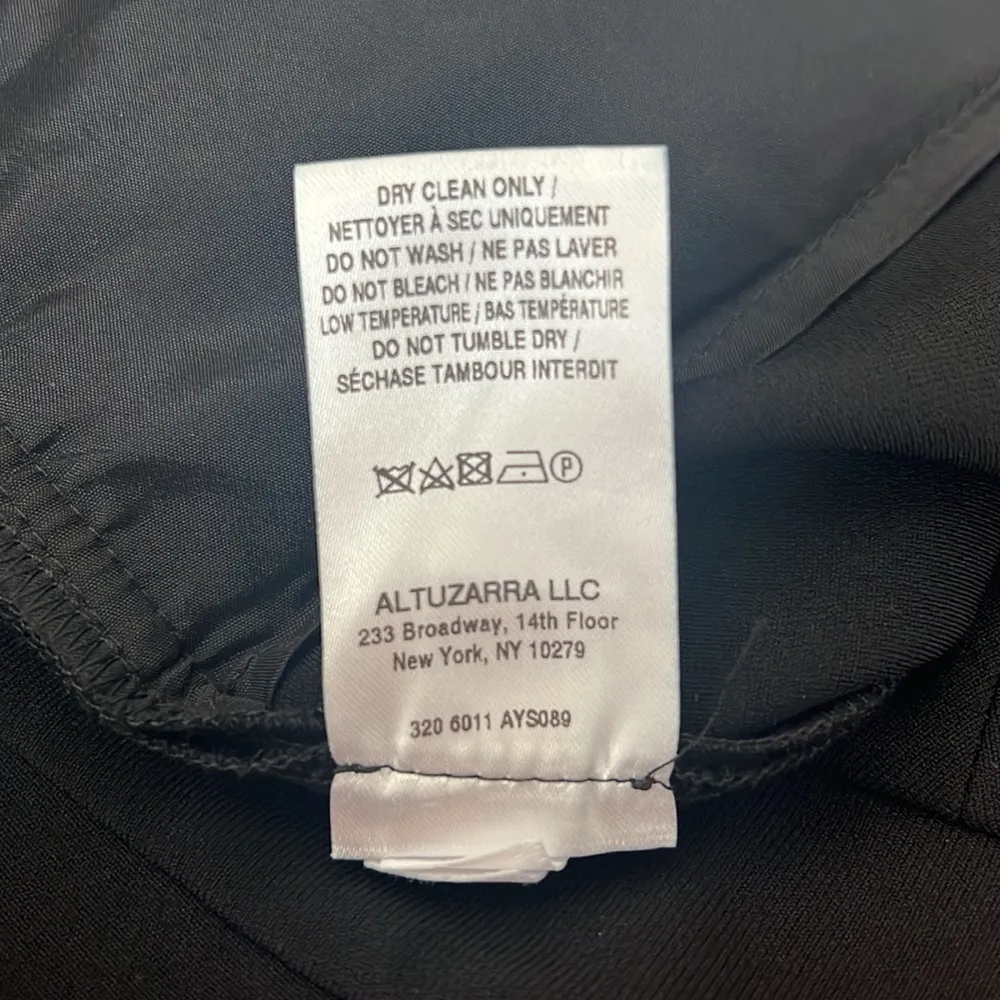 DRY CLEAN ONLY /
NETTOYER À SEC UNIQUEMENT
DO NOT WASH / NE PAS LAVER
DO NOT BLEACH / NE PAS BLANCHIR
LOW TEMPERATURE / BAS TEMPÉRATURE
DO NOT TUMBLE DRY /
SÉCHASE TAMBOUR INTERDIT
P
ALTUZARRA LLC
233 Broadway, 14th Floor
New York, NY 10279
320 6011 AYS089